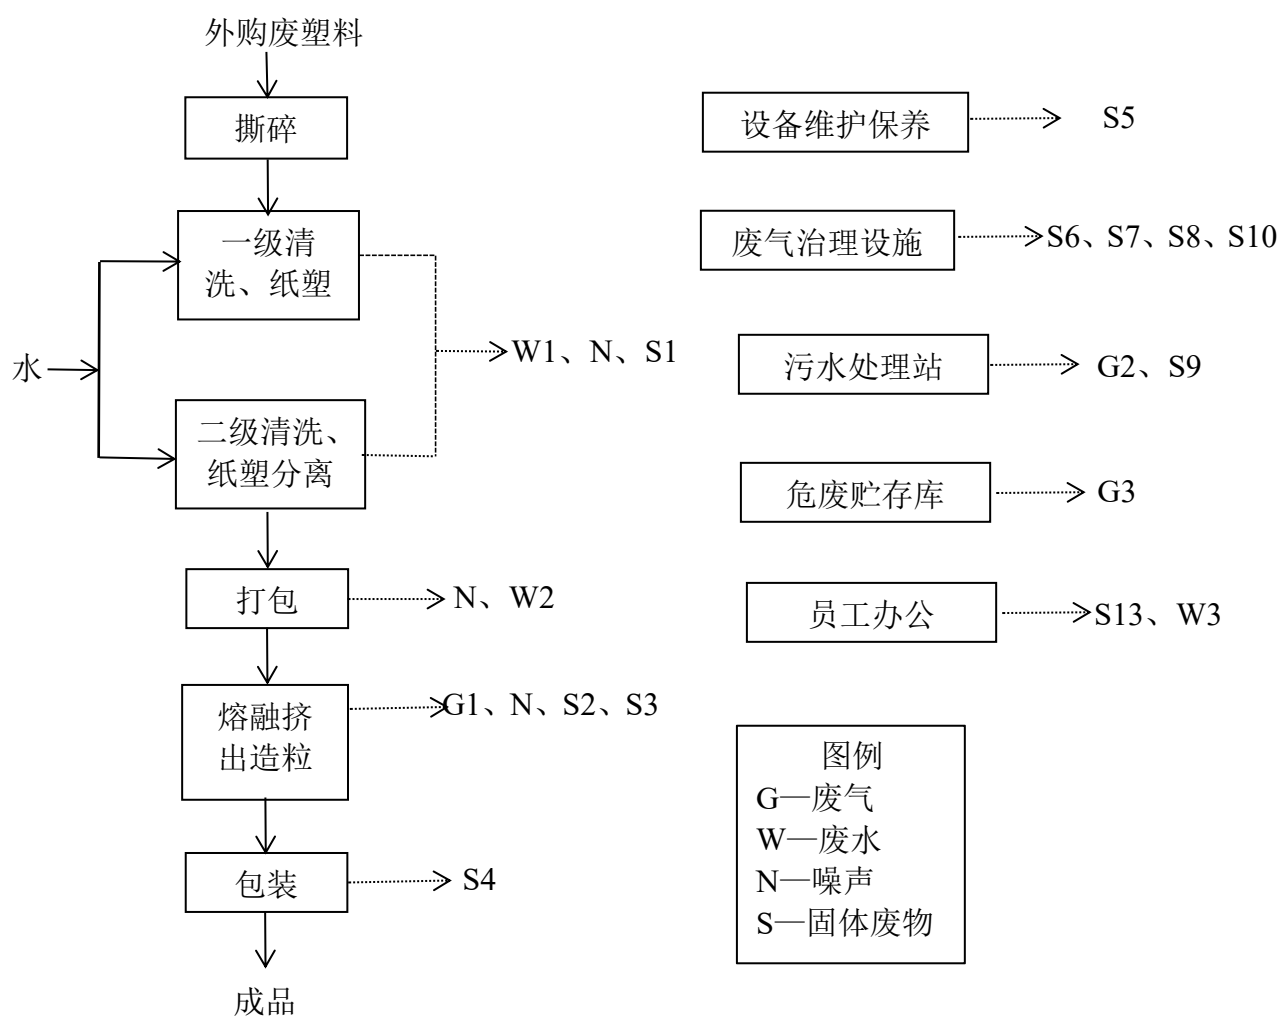 外购废塑料
撕碎
一级清
洗、纸塑
水
W1、N、S1
二级清洗、
纸塑分离
打包
N、W2
熔融挤
出造粒
G1、N、S2、S3
包装
S4
成品
设备维护保养
S5
废气治理设施
S6、S7、S8、S10
污水处理站
G2、S9
危废贮存库
G3
员工办公
S13、W3
图例
G—废气
W—废水
N—噪声
S—固体废物